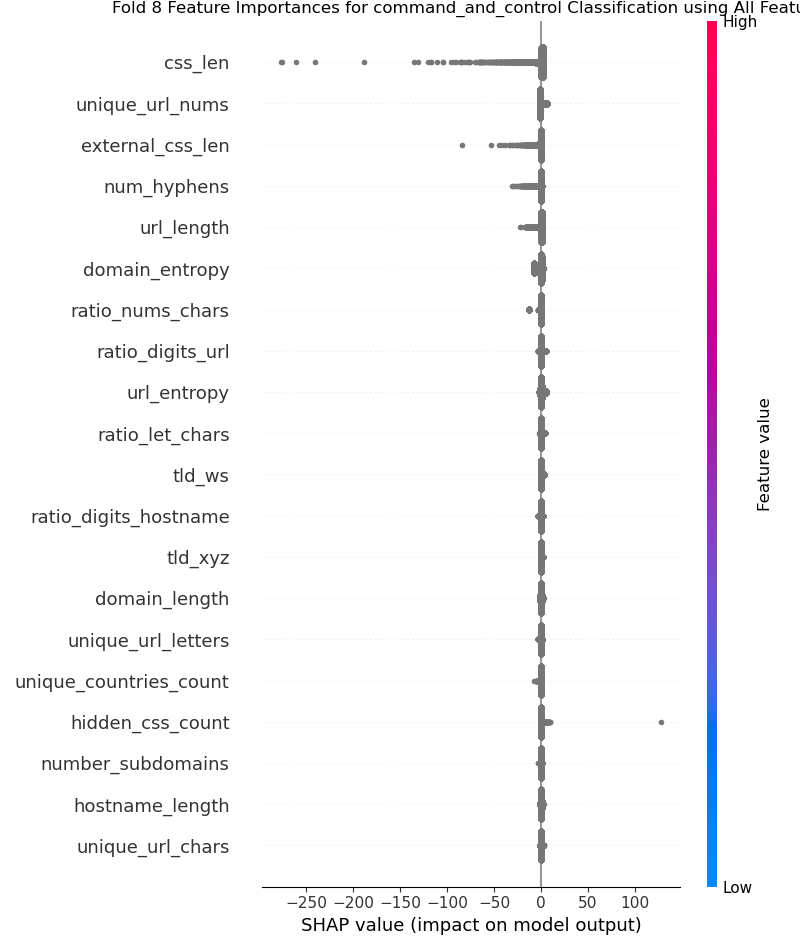 Fold 8 Feature Importances for command_and_control Classification using All Featu
High
css_len
unique_url_nums
external_css_len
num_hyphens
url_length
domain_entropy
ratio_nums_chars
ratio_digits_url
url_entropy
ratio_let_chars
tld_ws
ratio_digits_hostname
tld_xyz
domain_length
unique_url_letters
unique_countries_count
hidden_css_count
number_subdomains
hostname_length
unique_url_chars
Feature value
Low
−250 −200 −150 −100 −50 0 50 100
SHAP value (impact on model output)